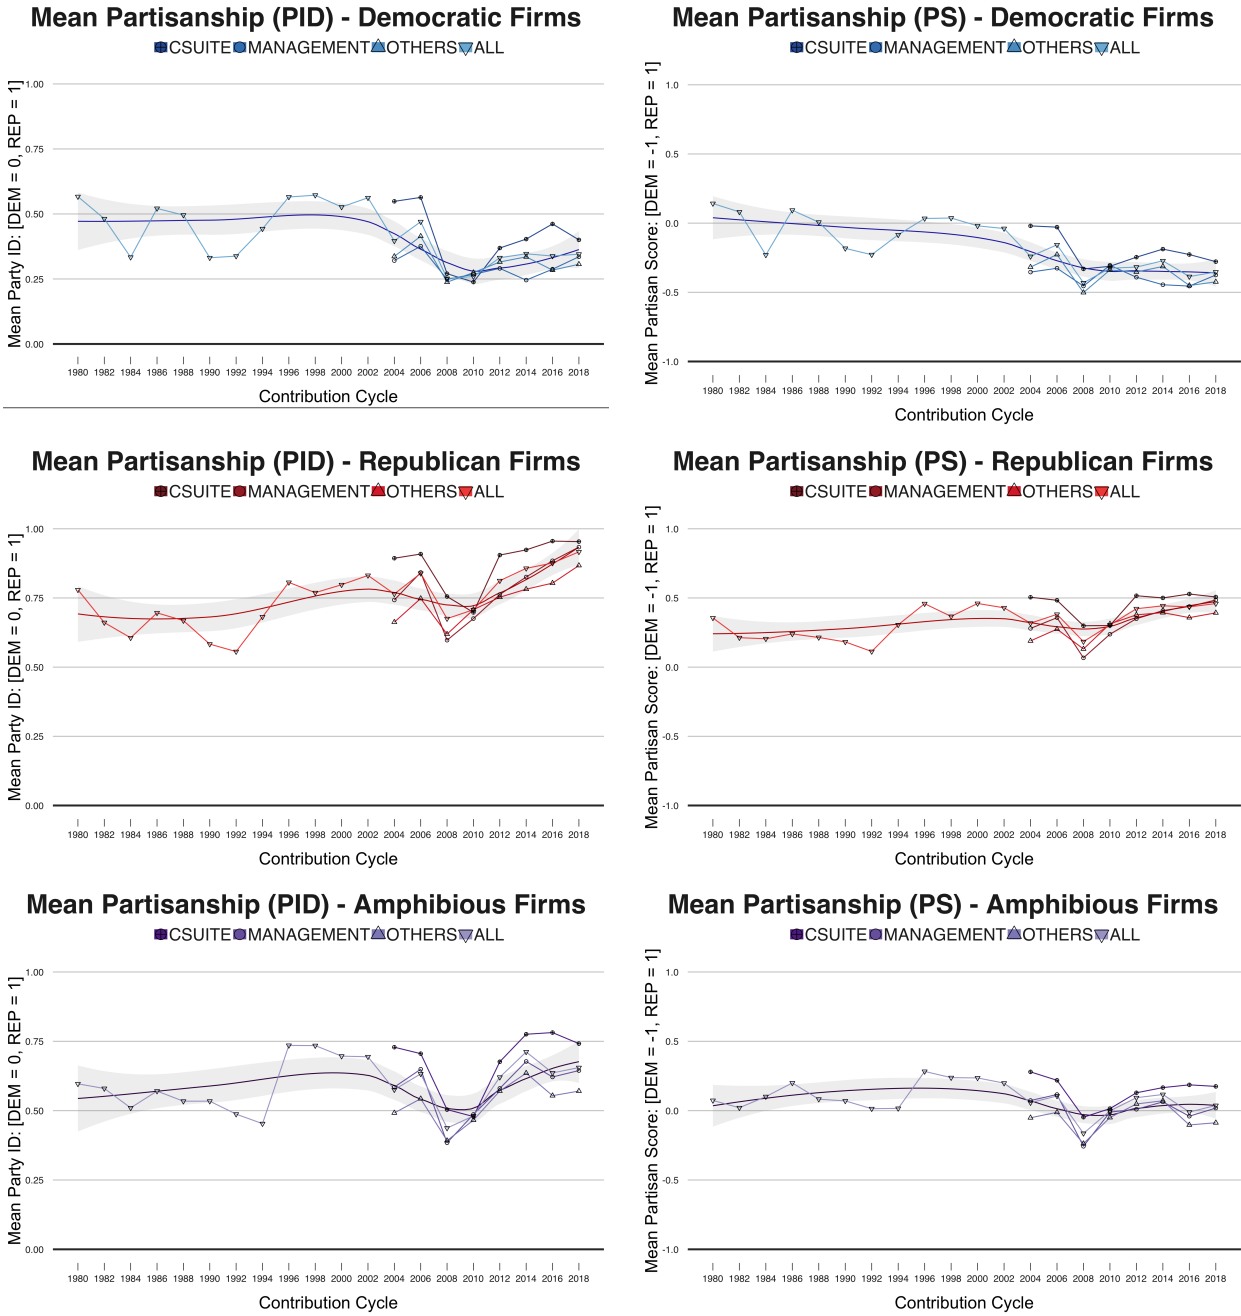 Mean Partisanship (PID) - Democratic Firms
CSUITE MANAGEMENT OTHERS ALL
Mean Party ID: [DEM = 0, REP = 1]
1.00
0.75
0.50
0.25
0.00
1980 1982 1984 1986 1988 1990 1992 1994 1996 1998 2000 2002 2004 2006 2008 2010 2012 2014 2016 2018
Contribution Cycle
Mean Partisanship (PS) - Democratic Firms
CSUITE MANAGEMENT OTHERS ALL
Mean Partisan Score: [DEM = -1, REP = 1]
1.0
0.5
0.0
-0.5
-1.0
1980 1982 1984 1986 1988 1990 1992 1994 1996 1998 2000 2002 2004 2006 2008 2010 2012 2014 2016 2018
Contribution Cycle
Mean Partisanship (PID) - Republican Firms
CSUITE MANAGEMENT OTHERS ALL
Mean Party ID: [DEM = 0, REP = 1]
1.00
0.75
0.50
0.25
0.00
1980 1982 1984 1986 1988 1990 1992 1994 1996 1998 2000 2002 2004 2006 2008 2010 2012 2014 2016 2018
Contribution Cycle
Mean Partisanship (PS) - Republican Firms
CSUITE MANAGEMENT OTHERS ALL
Mean Partisan Score: [DEM = -1, REP = 1]
1.0
0.5
0.0
-0.5
-1.0
1980 1982 1984 1986 1988 1990 1992 1994 1996 1998 2000 2002 2004 2006 2008 2010 2012 2014 2016 2018
Contribution Cycle
Mean Partisanship (PID) - Amphibious Firms
CSUITE MANAGEMENT OTHERS ALL
Mean Party ID: [DEM = 0, REP = 1]
1.00
0.75
0.50
0.25
0.00
1980 1982 1984 1986 1988 1990 1992 1994 1996 1998 2000 2002 2004 2006 2008 2010 2012 2014 2016 2018
Contribution Cycle
Mean Partisanship (PS) - Amphibious Firms
CSUITE MANAGEMENT OTHERS ALL
Mean Partisan Score: [DEM = -1, REP = 1]
1.0
0.5
0.0
-0.5
-1.0
1980 1982 1984 1986 1988 1990 1992 1994 1996 1998 2000 2002 2004 2006 2008 2010 2012 2014 2016 2018
Contribution Cycle